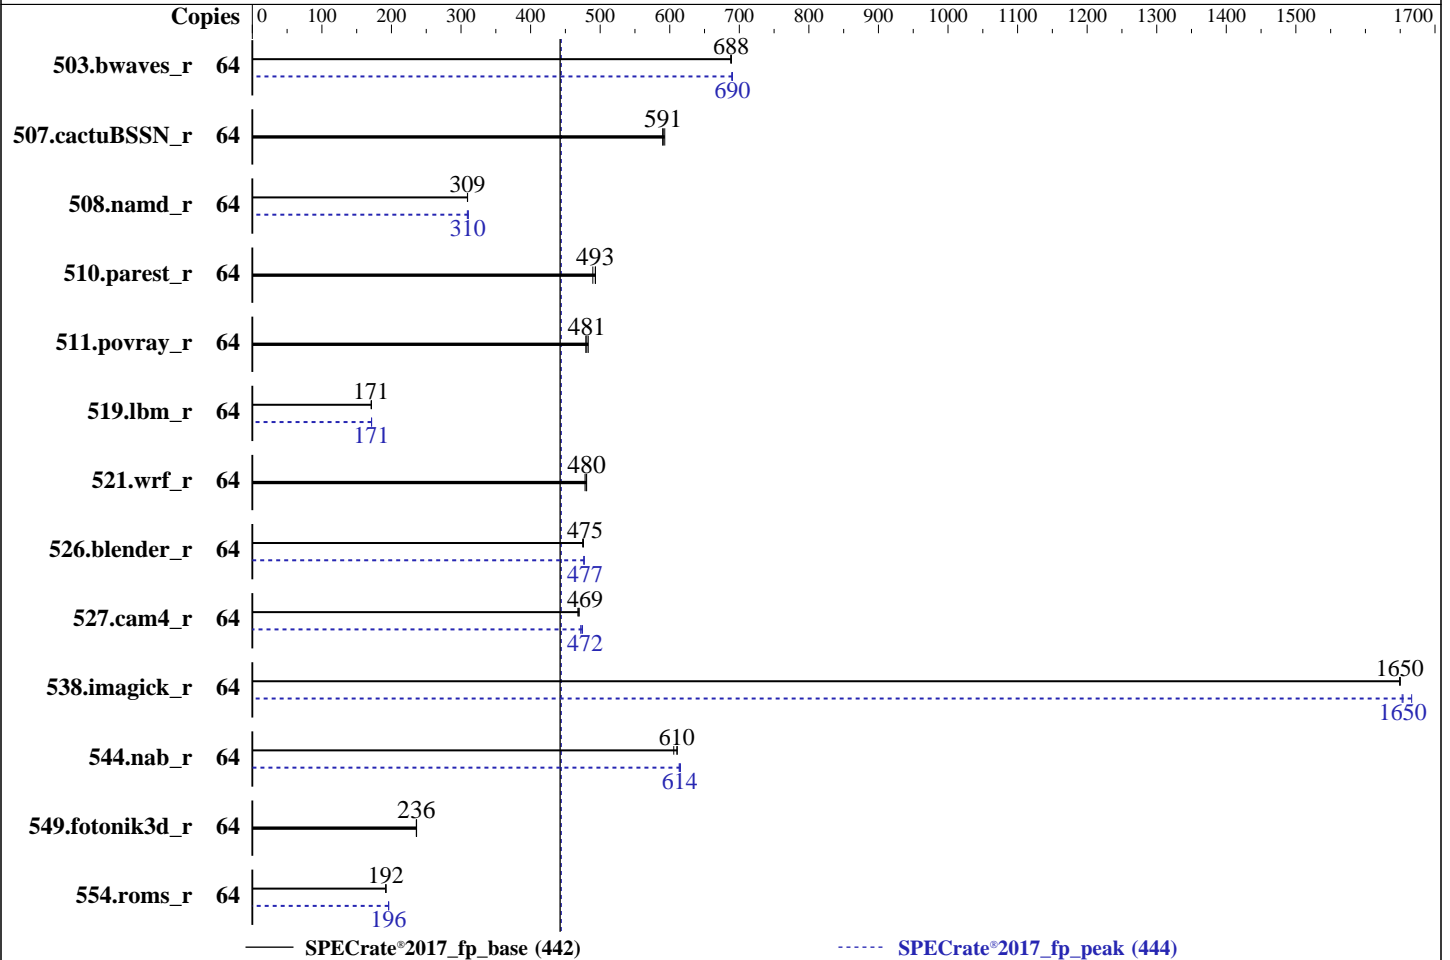 Copies 0 100 200 300 400 500 600 700 800 900 1000 1100 1200 1300 1400 1500 1700
688
503.bwaves_r 64
690
591
507.cactuBSSN_r 64
309
508.namd_r 64
310
493
510.parest_r 64
481
511.povray_r 64
171
519.lbm_r 64
171
480
521.wrf_r 64
475
526.blender_r 64
477
469
527.cam4_r 64
472
1650
538.imagick_r 64
1650
610
544.nab_r 64
614
236
549.fotonik3d_r 64
192
554.roms_r 64
196
SPECrate®2017_fp_base (442) SPECrate®2017_fp_peak (444)